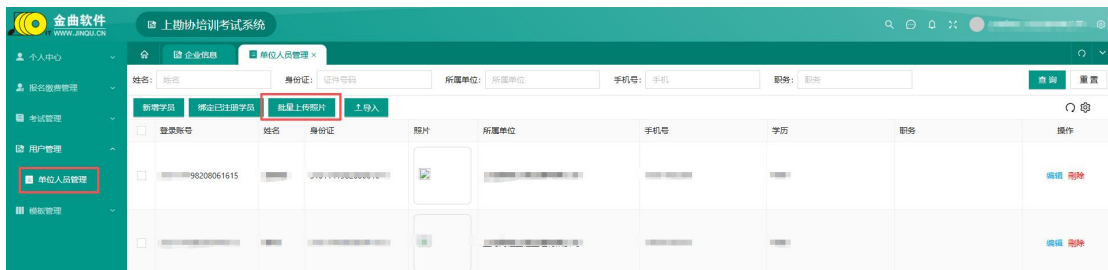 金曲软件
WWW.JINQU.CN
上勘协培训考试系统
个人中心
企业信息
单位人员管理 ×
姓名: 姓名
身份证: 证件号码
所属单位: 所属单位
手机号: 手机
职务: 职务
查询
重置
报名缴费管理
新增学员
绑定已注册学员
批量上传照片
导入
考试管理
登录账号
姓名
身份证
照片
所属单位
手机号
学历
职务
操作
用户管理
单位人员管理
98208061615
编辑 删除
模板管理
编辑 删除